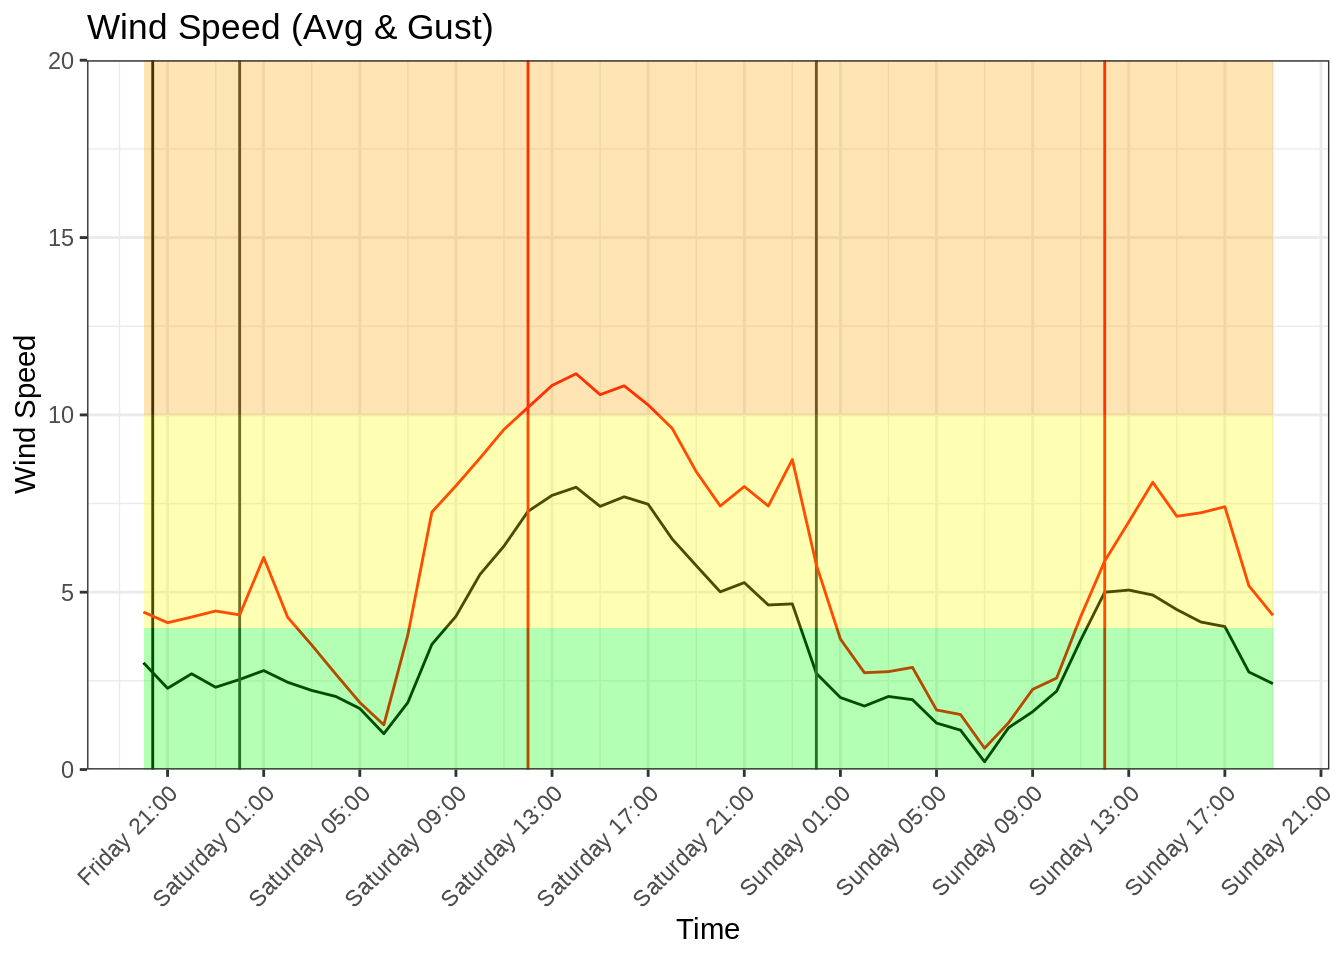 Wind Speed (Avg & Gust)
20
15
10
5
0
Wind Speed
Friday 21:00
Saturday 01:00
Saturday 05:00
Saturday 09:00
Saturday 13:00
Saturday 17:00
Saturday 21:00
Sunday 01:00
Sunday 05:00
Sunday 09:00
Sunday 13:00
Sunday 17:00
Sunday 21:00
Time